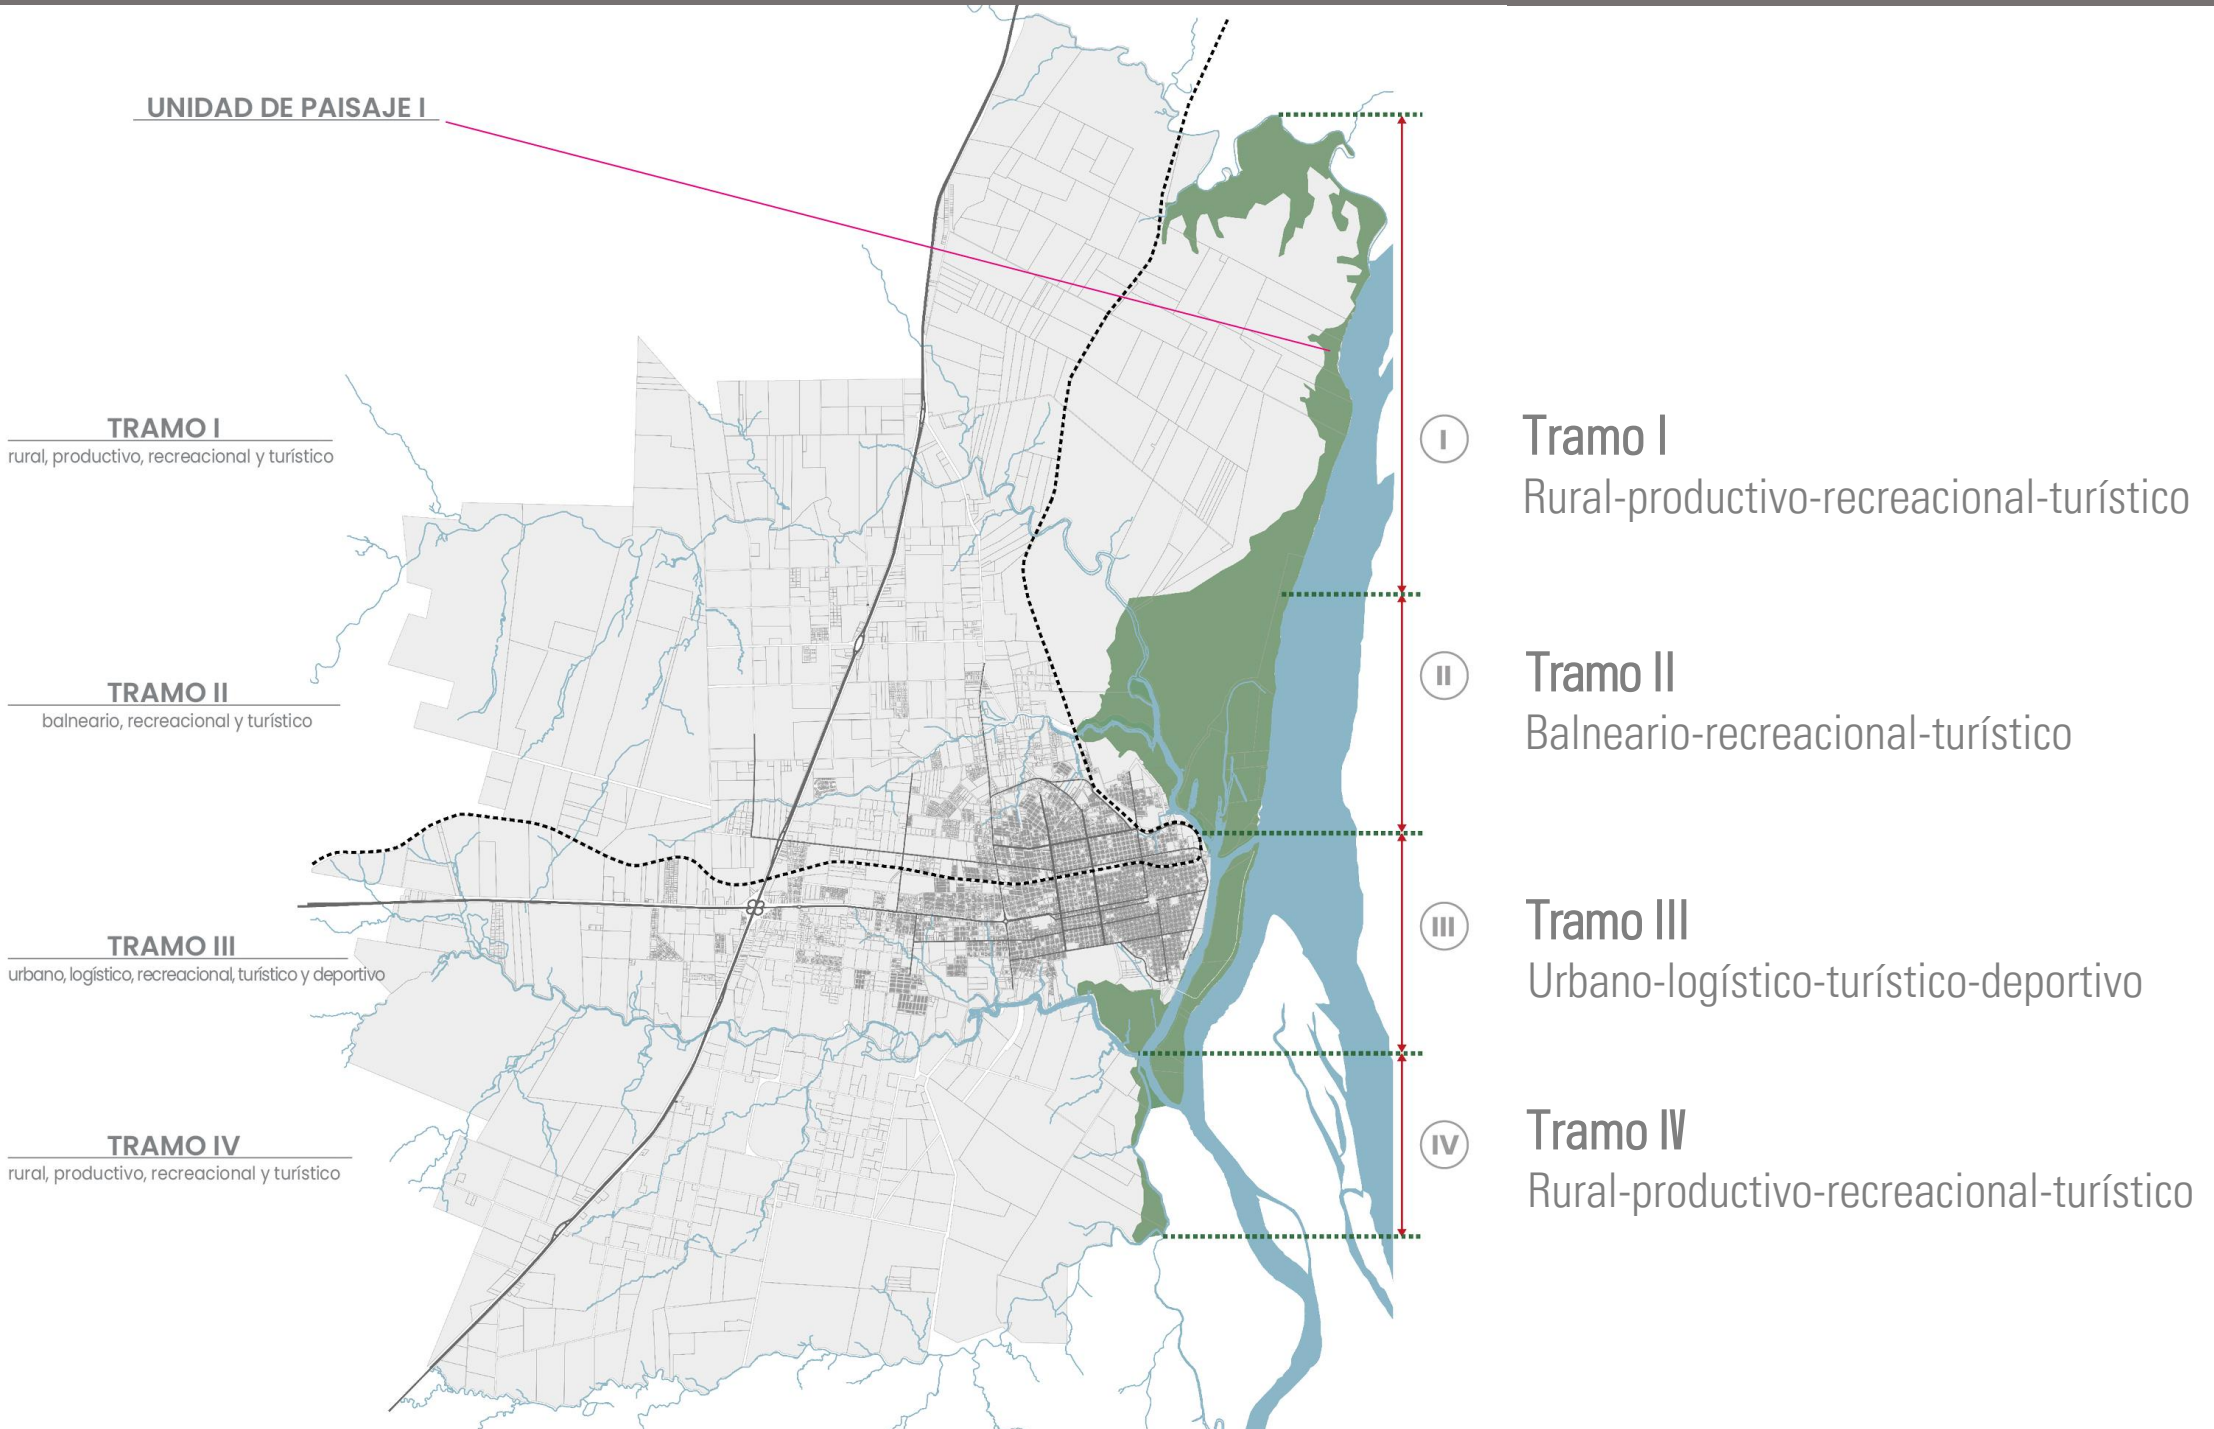 UNIDAD DE PAISAJE I
TRAMO I
rural, productivo, recreacional y turístico
TRAMO II
balneario, recreacional y turístico
TRAMO III
urbano, logístico, recreacional, turístico y deportivo
TRAMO IV
rural, productivo, recreacional y turístico
I
Tramo I
Rural-productivo-recreacional-turístico
II
Tramo II
Balneario-recreacional-turístico
III
Tramo III
Urbano-logístico-turístico-deportivo
IV
Tramo IV
Rural-productivo-recreacional-turístico